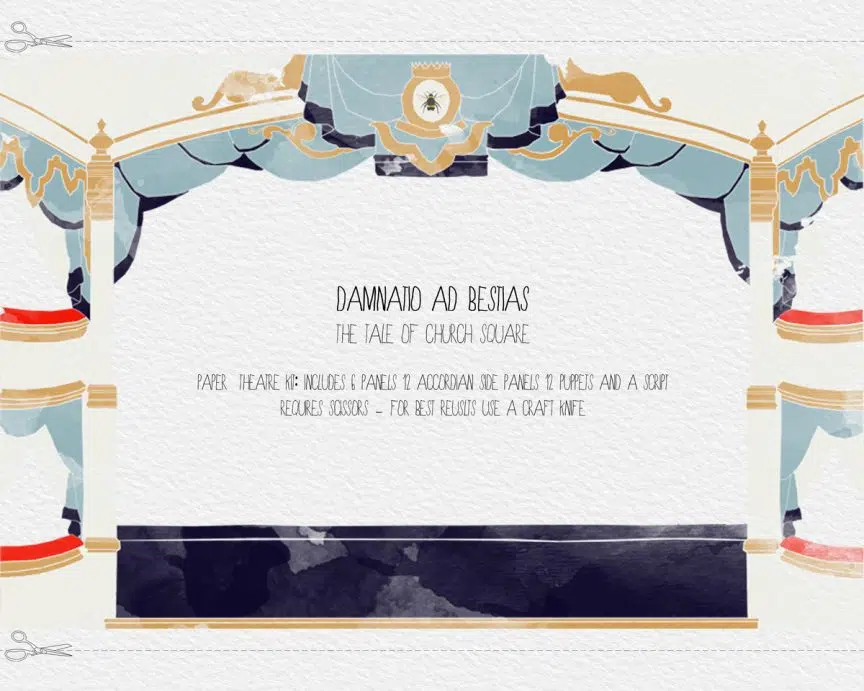 DAMNATIO AD BESTIAS
THE TALE OF CHURCH SQUARE
PAPER THEATRE KIT: INCLUDES 6 PANELS 12 ACCORDIAN SIDE PANELS 12 PUPPETS AND A SCRIPT
REQUIRES SCISSORS – FOR BEST REUSLTS USE A CRAFT KNIFE